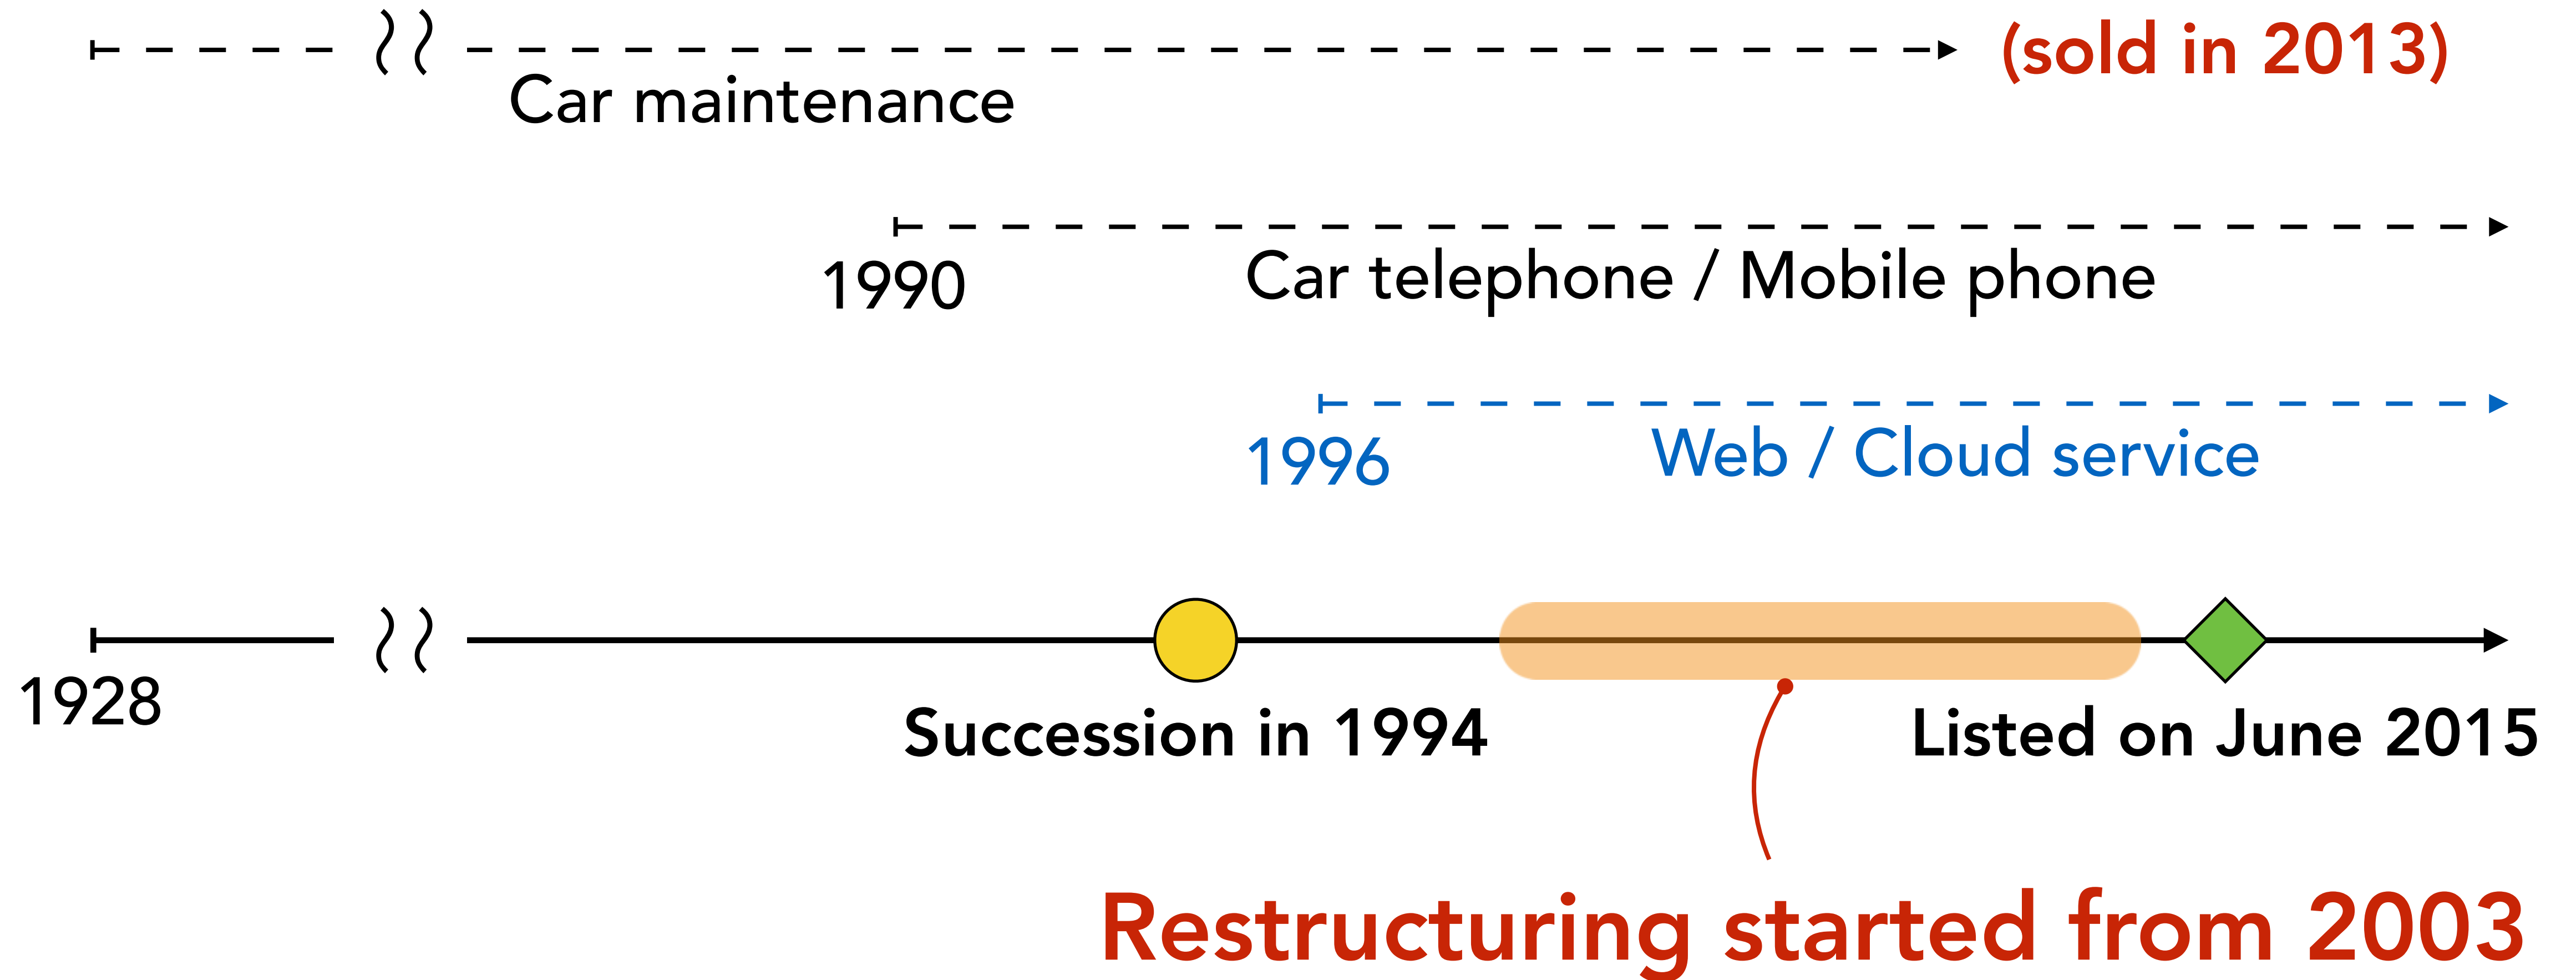 (sold in 2013)
Car maintenance
1990
Car telephone / Mobile phone
1996
Web / Cloud service
1928
Succession in 1994
Listed on June 2015
Restructuring started from 2003